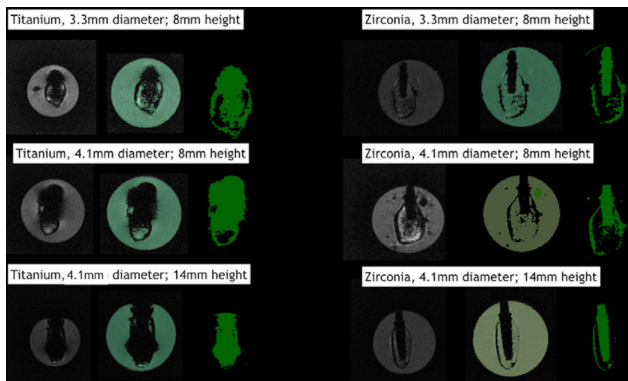 Titanium, 3.3mm diameter; 8mm height
Zirconia, 3.3mm diameter; 8mm height
Titanium, 4.1mm diameter; 8mm height
Zirconia, 4.1mm diameter; 8mm height
Titanium, 4.1mm diameter; 14mm height
Zirconia, 4.1mm diameter; 14mm height